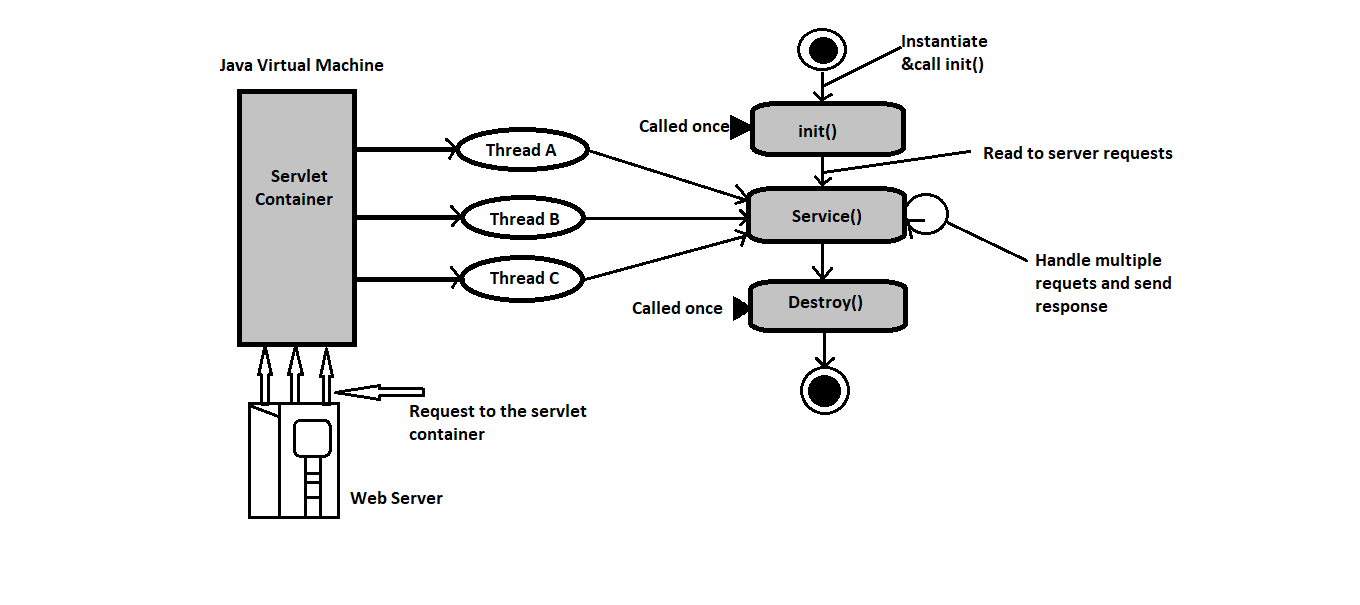 Java Virtual Machine
Servlet
Container
Thread A
Thread B
Thread C
Request to the servlet
container
Web Server
Instantiate
&call init()
Called once
init()
Read to server requests
Service()
Handle multiple
requets and send
response
Called once
Destroy()